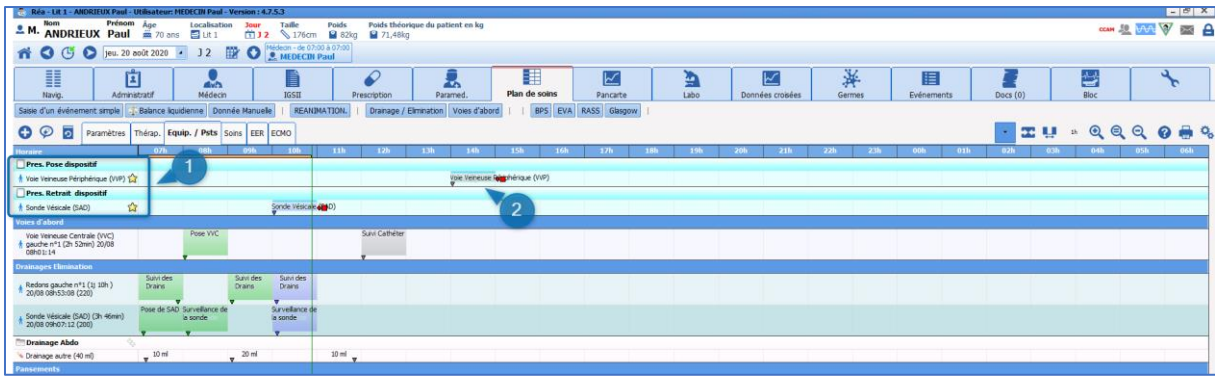 Réa - Lit 1 - ANDRIEUX Paul - Utilisateur: MEDECIN Paul - Version : 4.7.5.3
Nom Prénom Âge Localisation Jour Taille Poids Poids théorique du patient en kg
M. ANDRIEUX Paul 70 ans Lit 1 J 2 176cm 82kg 71,48kg
CCAM
jeu. 20 août 2020 J 2 Médecin - de 07:00 à 07:00
MEDECIN Paul
Navig. Administratif Médecin IGSII Prescription Paramed. Plan de soins Pancarte Labo Données croisées Germes Evénements Docs (0) Bloc
Saisie d'un événement simple Balance liquidienne Donnée Manuelle REANIMATION. Drainage / Elimination Voies d'abord BPS EVA RASS Glasgow
Paramètres Thérap. Equip. / Psts Soins EER ECMO 1h
Horaire 07h 08h 09h 10h 11h 12h 13h 14h 15h 16h 17h 18h 19h 20h 21h 22h 23h 00h 01h 02h 03h 04h 05h 06h
Pres. Pose dispositif 1
Voie Veineuse Périphérique (VVP) Voie Veineuse Périphérique (VVP)
Pres. Retrait dispositif
Sonde Vésicale (SAD) Sonde Vésicale (SAD) 2
Voies d'abord
Voie Veineuse Centrale (VVC) Pose VVC Suivi Cathéter
gauche n°1 (2h 52min) 20/08
08h01:14
Drainages Elimination
Suivi des Suivi des Suivi des
Redons gauche n°1 (1j 10h ) Drains Drains Drains
20/08 08h53:08 (220)
Pose de SAD Surveillance de Surveillance de
Sonde Vésicale (SAD) (3h 46min) la sonde la sonde
20/08 09h07:12 (200)
Drainage Abdo
Drainage autre (40 ml) 10 ml 20 ml 10 ml
Pansements